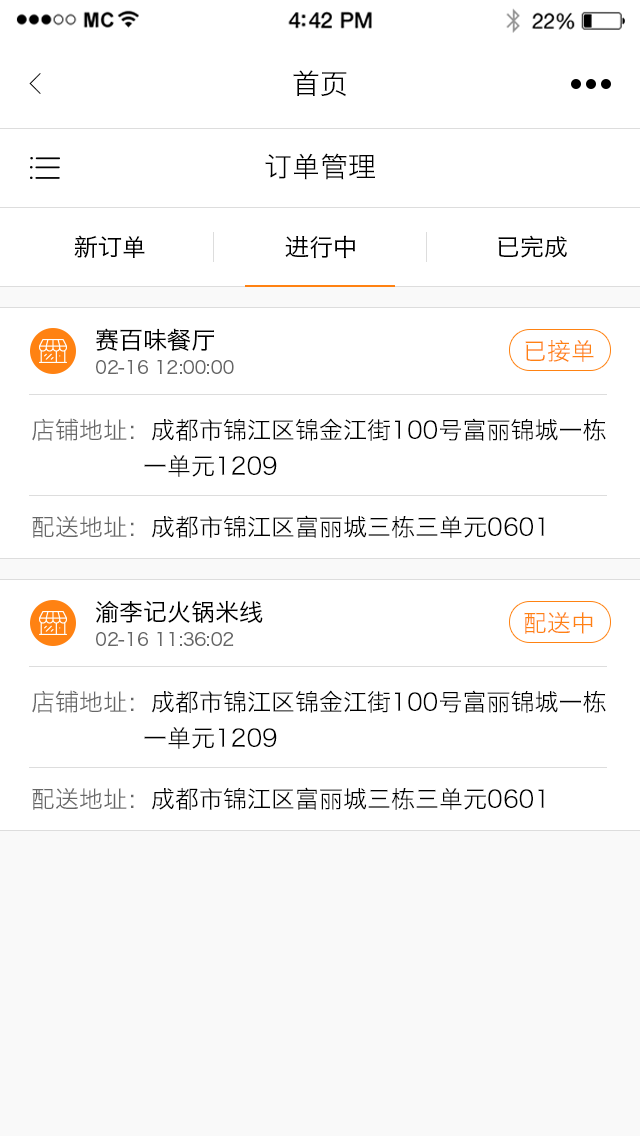 MC 4:42 PM 22%
首页
订单管理
新订单 进行中 已完成
赛百味餐厅
已接单
02-16 12:00:00
店铺地址：成都市锦江区锦金江街100号富丽锦城一栋
一单元1209
配送地址：成都市锦江区富丽城三栋三单元0601
渝李记火锅米线
配送中
02-16 11:36:02
店铺地址：成都市锦江区锦金江街100号富丽锦城一栋
一单元1209
配送地址：成都市锦江区富丽城三栋三单元0601